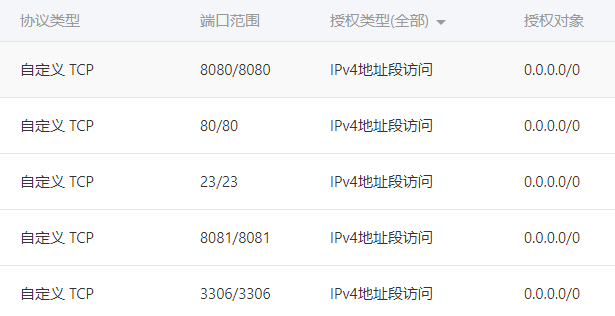 协议类型 端口范围 授权类型(全部) 授权对象
自定义 TCP 8080/8080 IPv4地址段访问 0.0.0.0/0
自定义 TCP 80/80 IPv4地址段访问 0.0.0.0/0
自定义 TCP 23/23 IPv4地址段访问 0.0.0.0/0
自定义 TCP 8081/8081 IPv4地址段访问 0.0.0.0/0
自定义 TCP 3306/3306 IPv4地址段访问 0.0.0.0/0